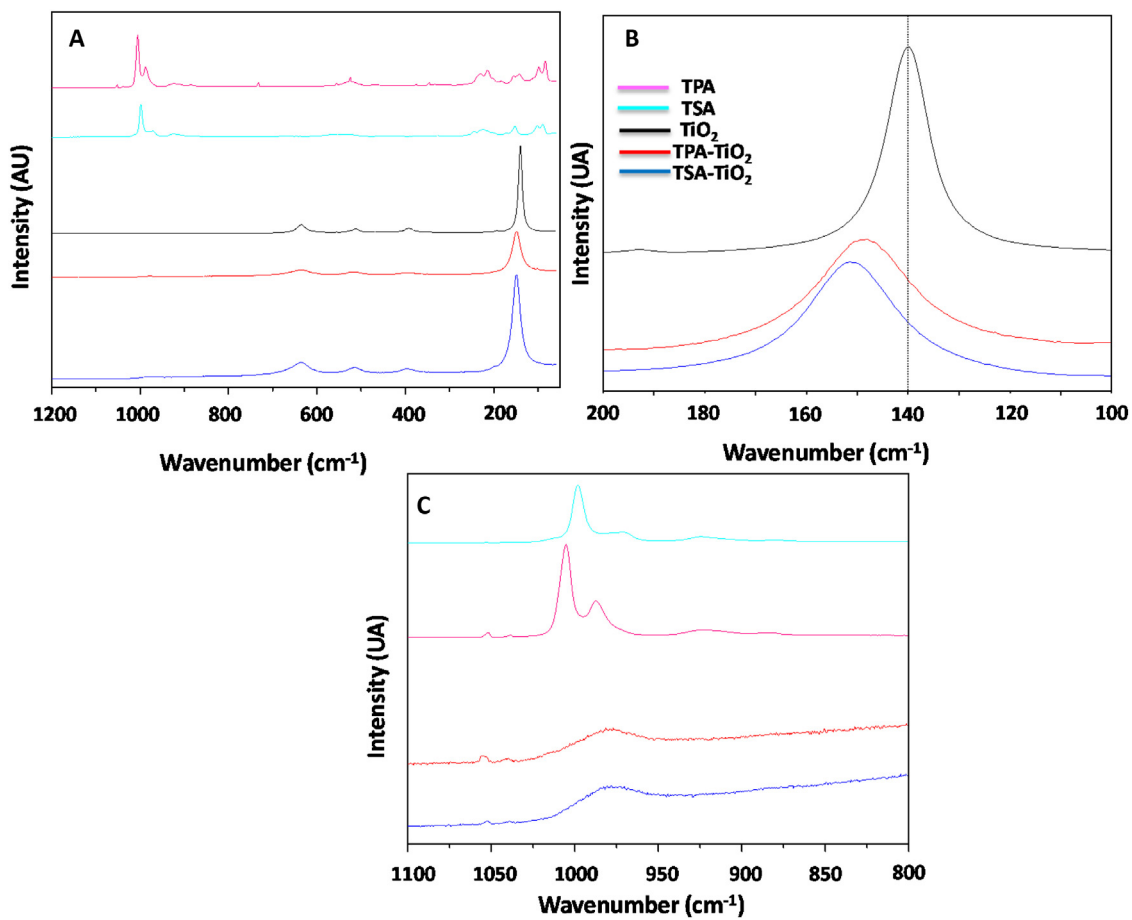 A
Intensity (AU)
1200 1000 800 600 400 200
Wavenumber (cm-1)
B
TPA
TSA
TiO2
TPA-TiO2
TSA-TiO2
Intensity (UA)
200 180 160 140 120 100
Wavenumber (cm-1)
C
Intensity (UA)
1100 1050 1000 950 900 850 800
Wavenumber (cm-1)